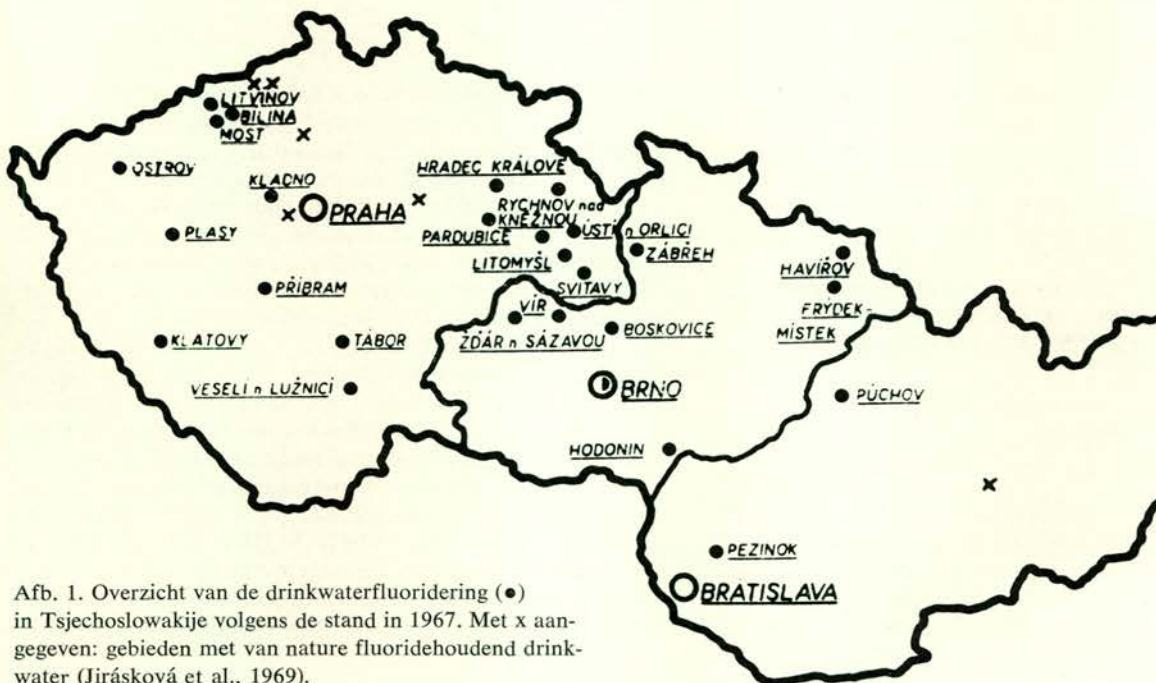 LITVÍNOV
BILINA
MOST
OSTROV
KLADNO
PRAHA
HRADEC KRÁLOVÉ
RYCHNOV nad
KNĚŽNOU
ÚSTÍ n ORLICI
PARDUBICE
PLASY
LITOMYŠL
ZÁBŘEH
HAVÍŘOV
SVITAVY
PŘÍBRAM
FRÝDEK-
VÍR
BOSKOVICE
MÍSTEK
KLATOVY
TÁBOR
ŽĎÁR n SÁZAVOU
VESELÍ n LUŽNICÍ
BRNO
PÚCHOV
HODONIN
PEZINOK
BRATISLAVA
Afb. 1. Overzicht van de drinkwaterfluoridering (●)
in Tsjechoslowakije volgens de stand in 1967. Met x aan-
gegeven: gebieden met van nature fluoridehoudend drink-
water (Jirásková et al., 1969).